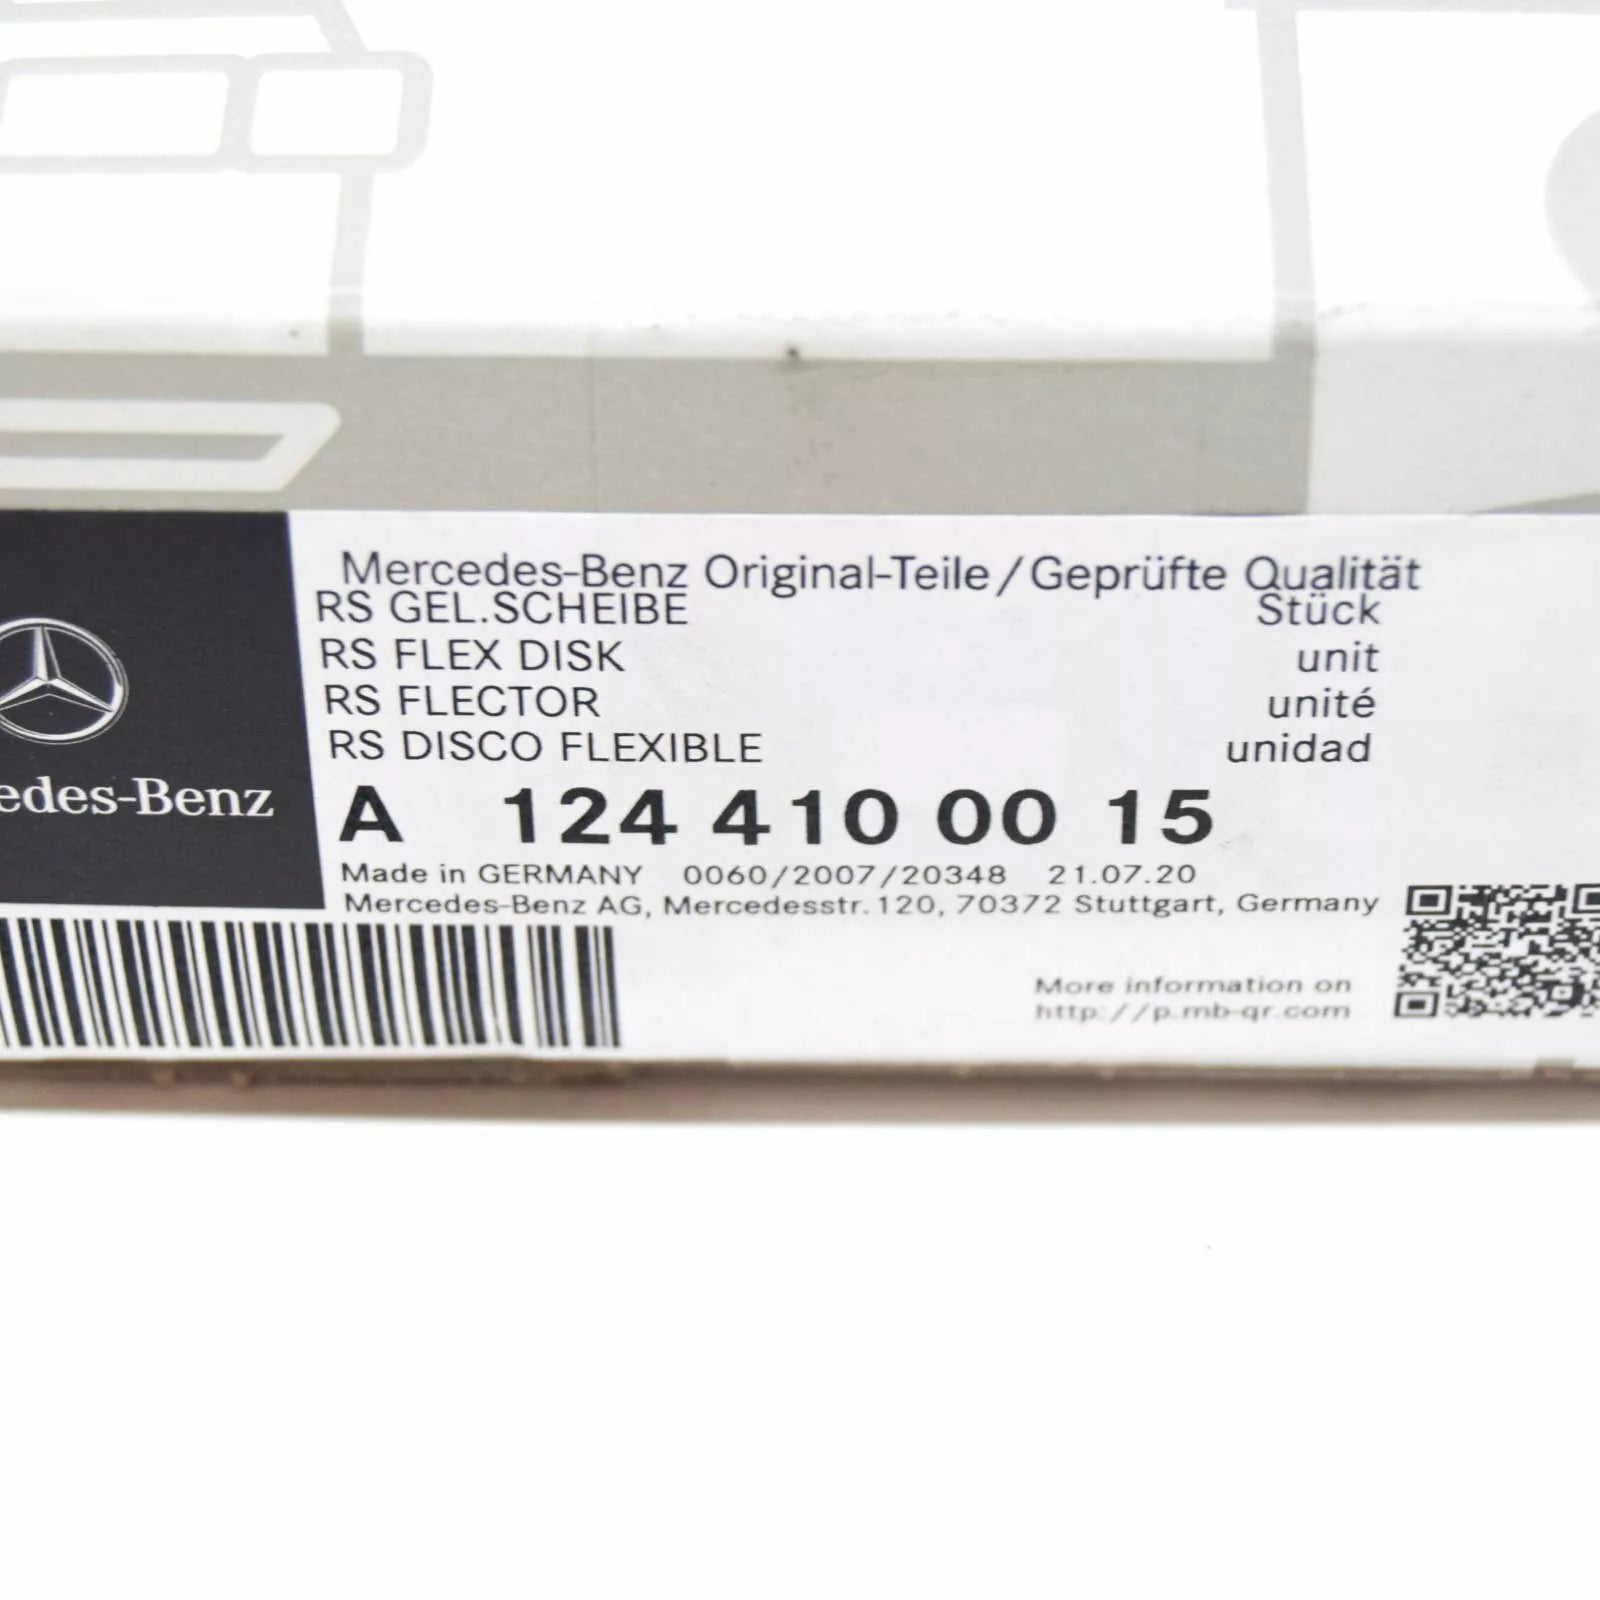 Mercedes-Benz Original-Teile/Geprüfte Qualität
RS GEL.SCHEIBE Stück
RS FLEX DISK unit
RS FLECTOR unité
RS DISCO FLEXIBLE unidad
edes-Benz
A 124 410 00 15
Made in GERMANY 0060/2007/20348 21.07.20
Mercedes-Benz AG, Mercedesstr.120, 70372 Stuttgart, Germany
More information on
http://p.mb-qr.com